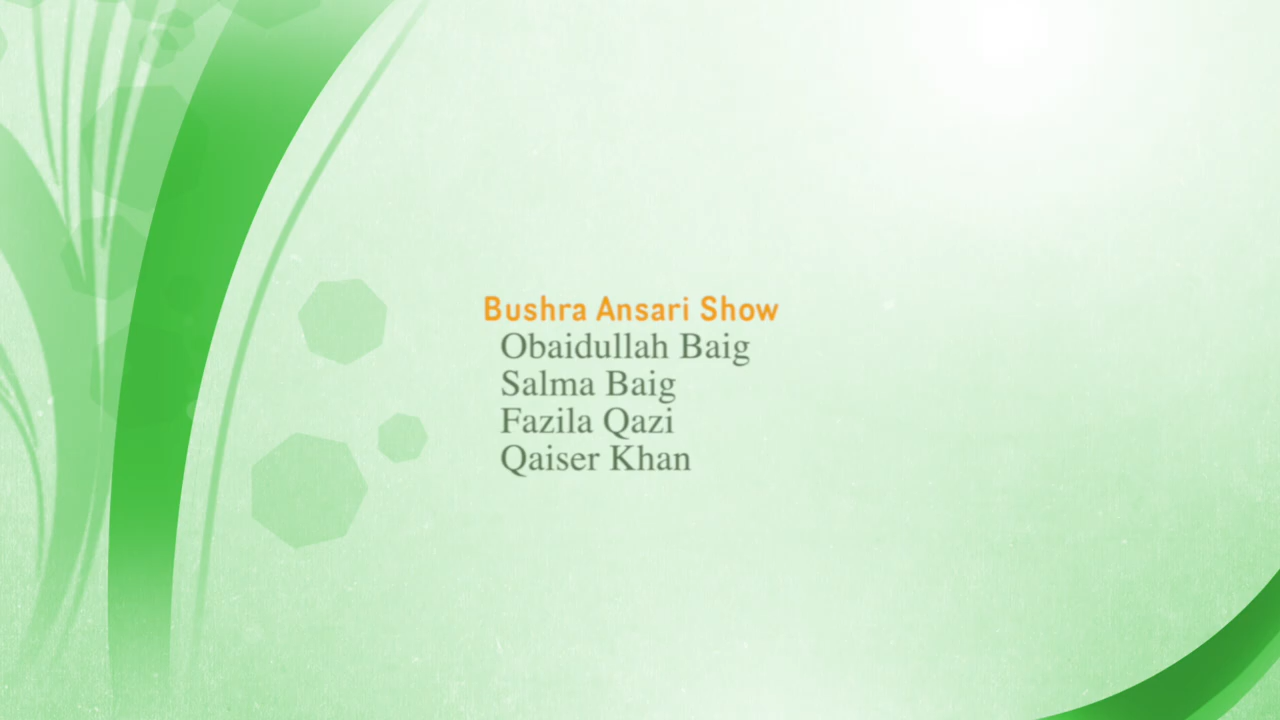 Bushra Ansari Show
Obaidullah Baig
Salma Baig
Fazila Qazi
Qaiser Khan